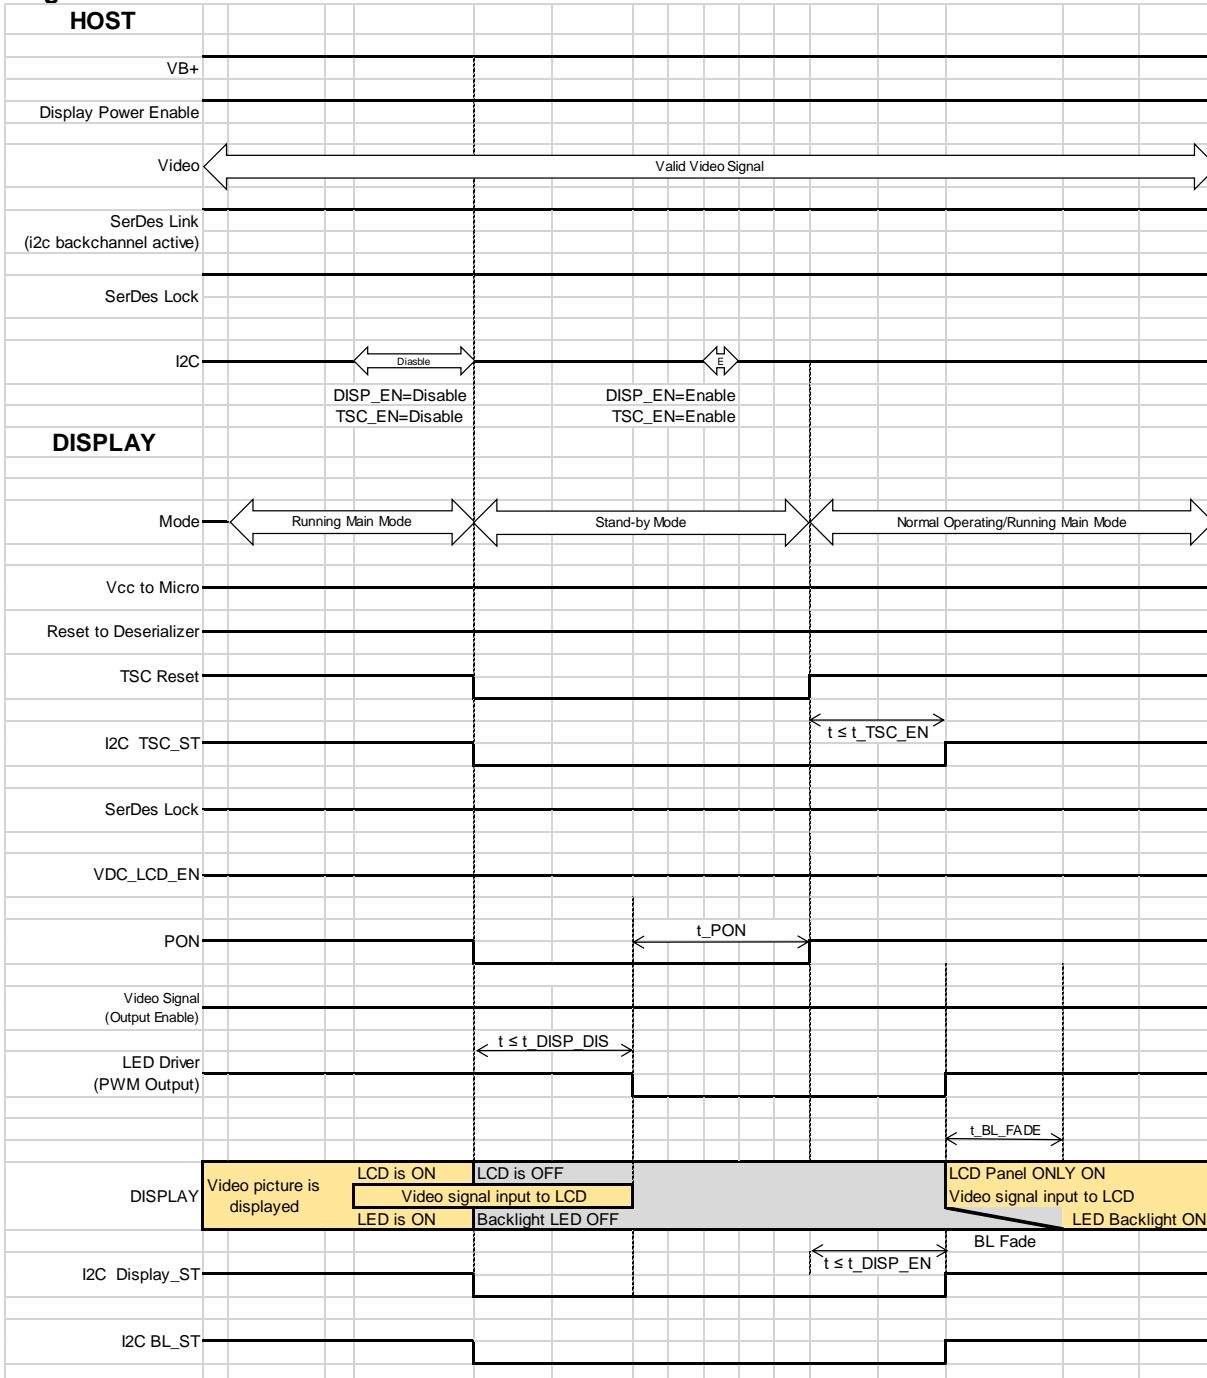 HOST
VB+
Display Power Enable
Video
Valid Video Signal
SerDes Link
(i2c backchannel active)
SerDes Lock
I2C
Diasble
E
DISP_EN=Disable
DISP_EN=Enable
TSC_EN=Disable
TSC_EN=Enable
DISPLAY
Mode
Running Main Mode
Stand-by Mode
Normal Operating/Running Main Mode
Vcc to Micro
Reset to Deserializer
TSC Reset
t ≤ t_TSC_EN
I2C TSC_ST
SerDes Lock
VDC_LCD_EN
t_PON
PON
Video Signal
(Output Enable)
t ≤ t_DISP_DIS
LED Driver
(PWM Output)
t_BL_FADE
LCD is ON
LCD is OFF
LCD Panel ONLY ON
DISPLAY
Video picture is
displayed
Video signal input to LCD
Video signal input to LCD
LED is ON
Backlight LED OFF
LED Backlight ON
BL Fade
t ≤ t_DISP_EN
I2C Display_ST
I2C BL_ST